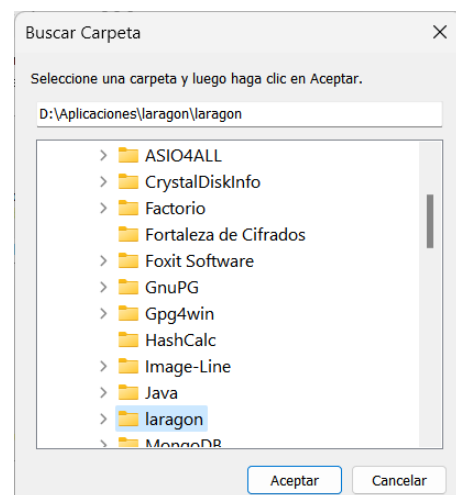 Buscar Carpeta
Seleccione una carpeta y luego haga clic en Aceptar.
D:\Aplicaciones\laragon\laragon
ASIO4ALL
CrystalDiskInfo
Factorio
Fortaleza de Cifrados
Foxit Software
GnuPG
Gpg4win
HashCalc
Image-Line
Java
laragon
MongoDB
Aceptar Cancelar